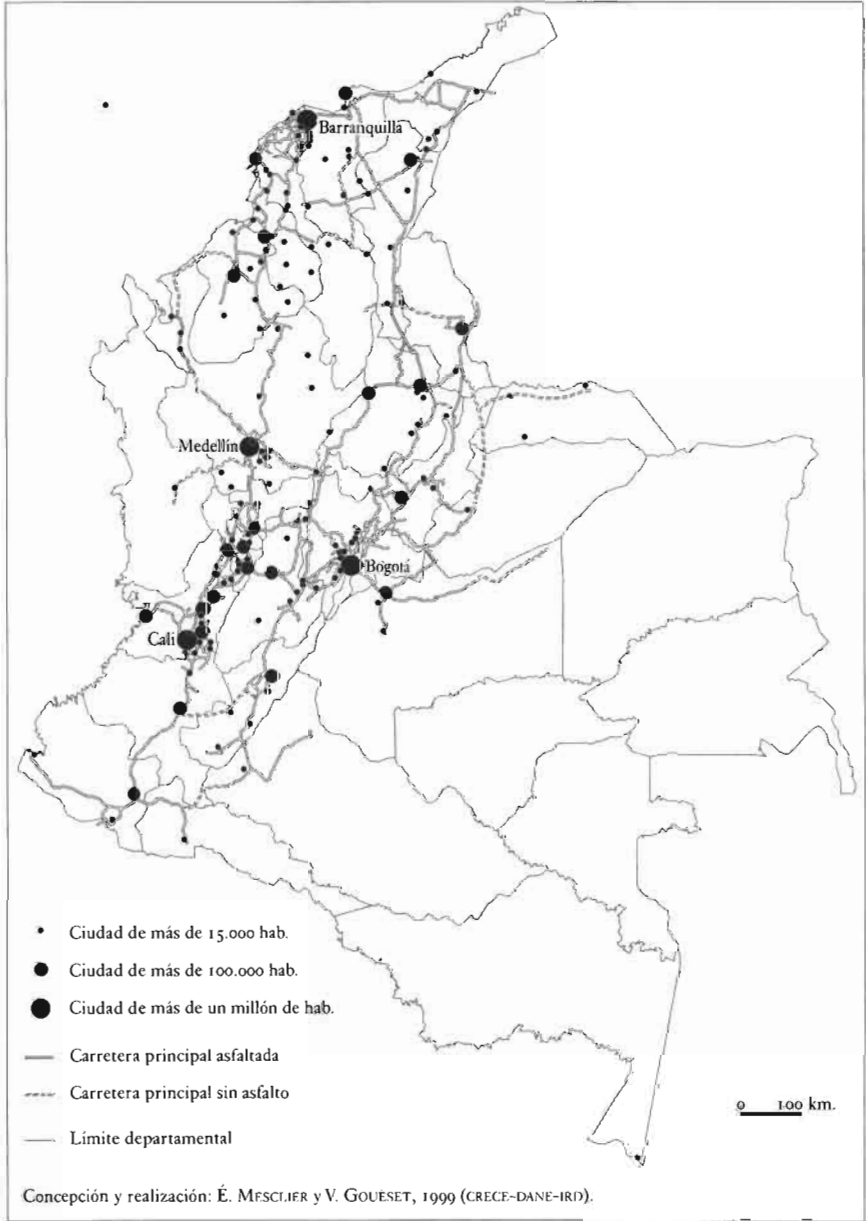 Barranquilla
Medellín
Bogotá
Cali
Ciudad de más de 15.000 hab.
Ciudad de más de 100.000 hab.
Ciudad de más de un millón de hab.
Carretera principal asfaltada
Carretera principal sin asfalto
Límite departamental
0 100 km.
Concepción y realización: É. MESCLIER y V. GOUËSET, 1999 (CRECE-DANE-IRD).